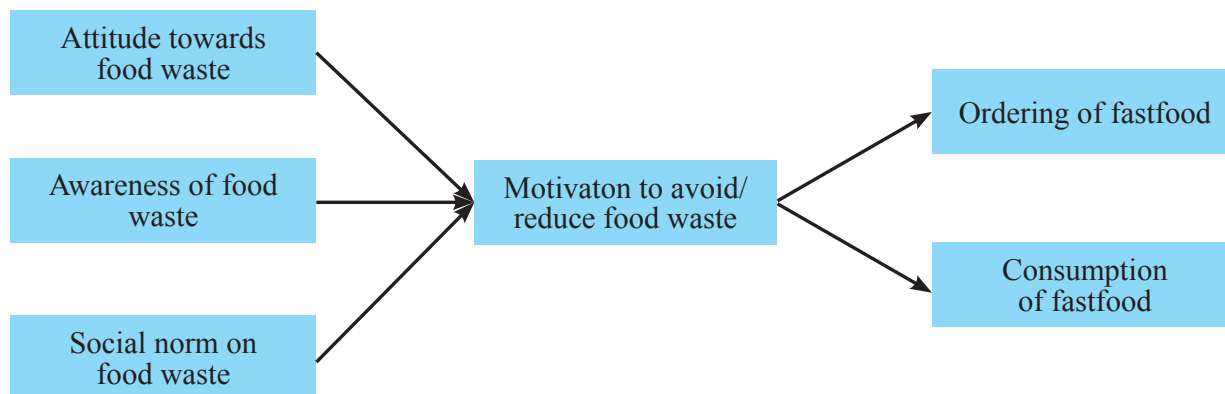 Attitude towards
food waste
Awareness of food
waste
Social norm on
food waste
Motivaton to avoid/
reduce food waste
Ordering of fastfood
Consumption
of fastfood